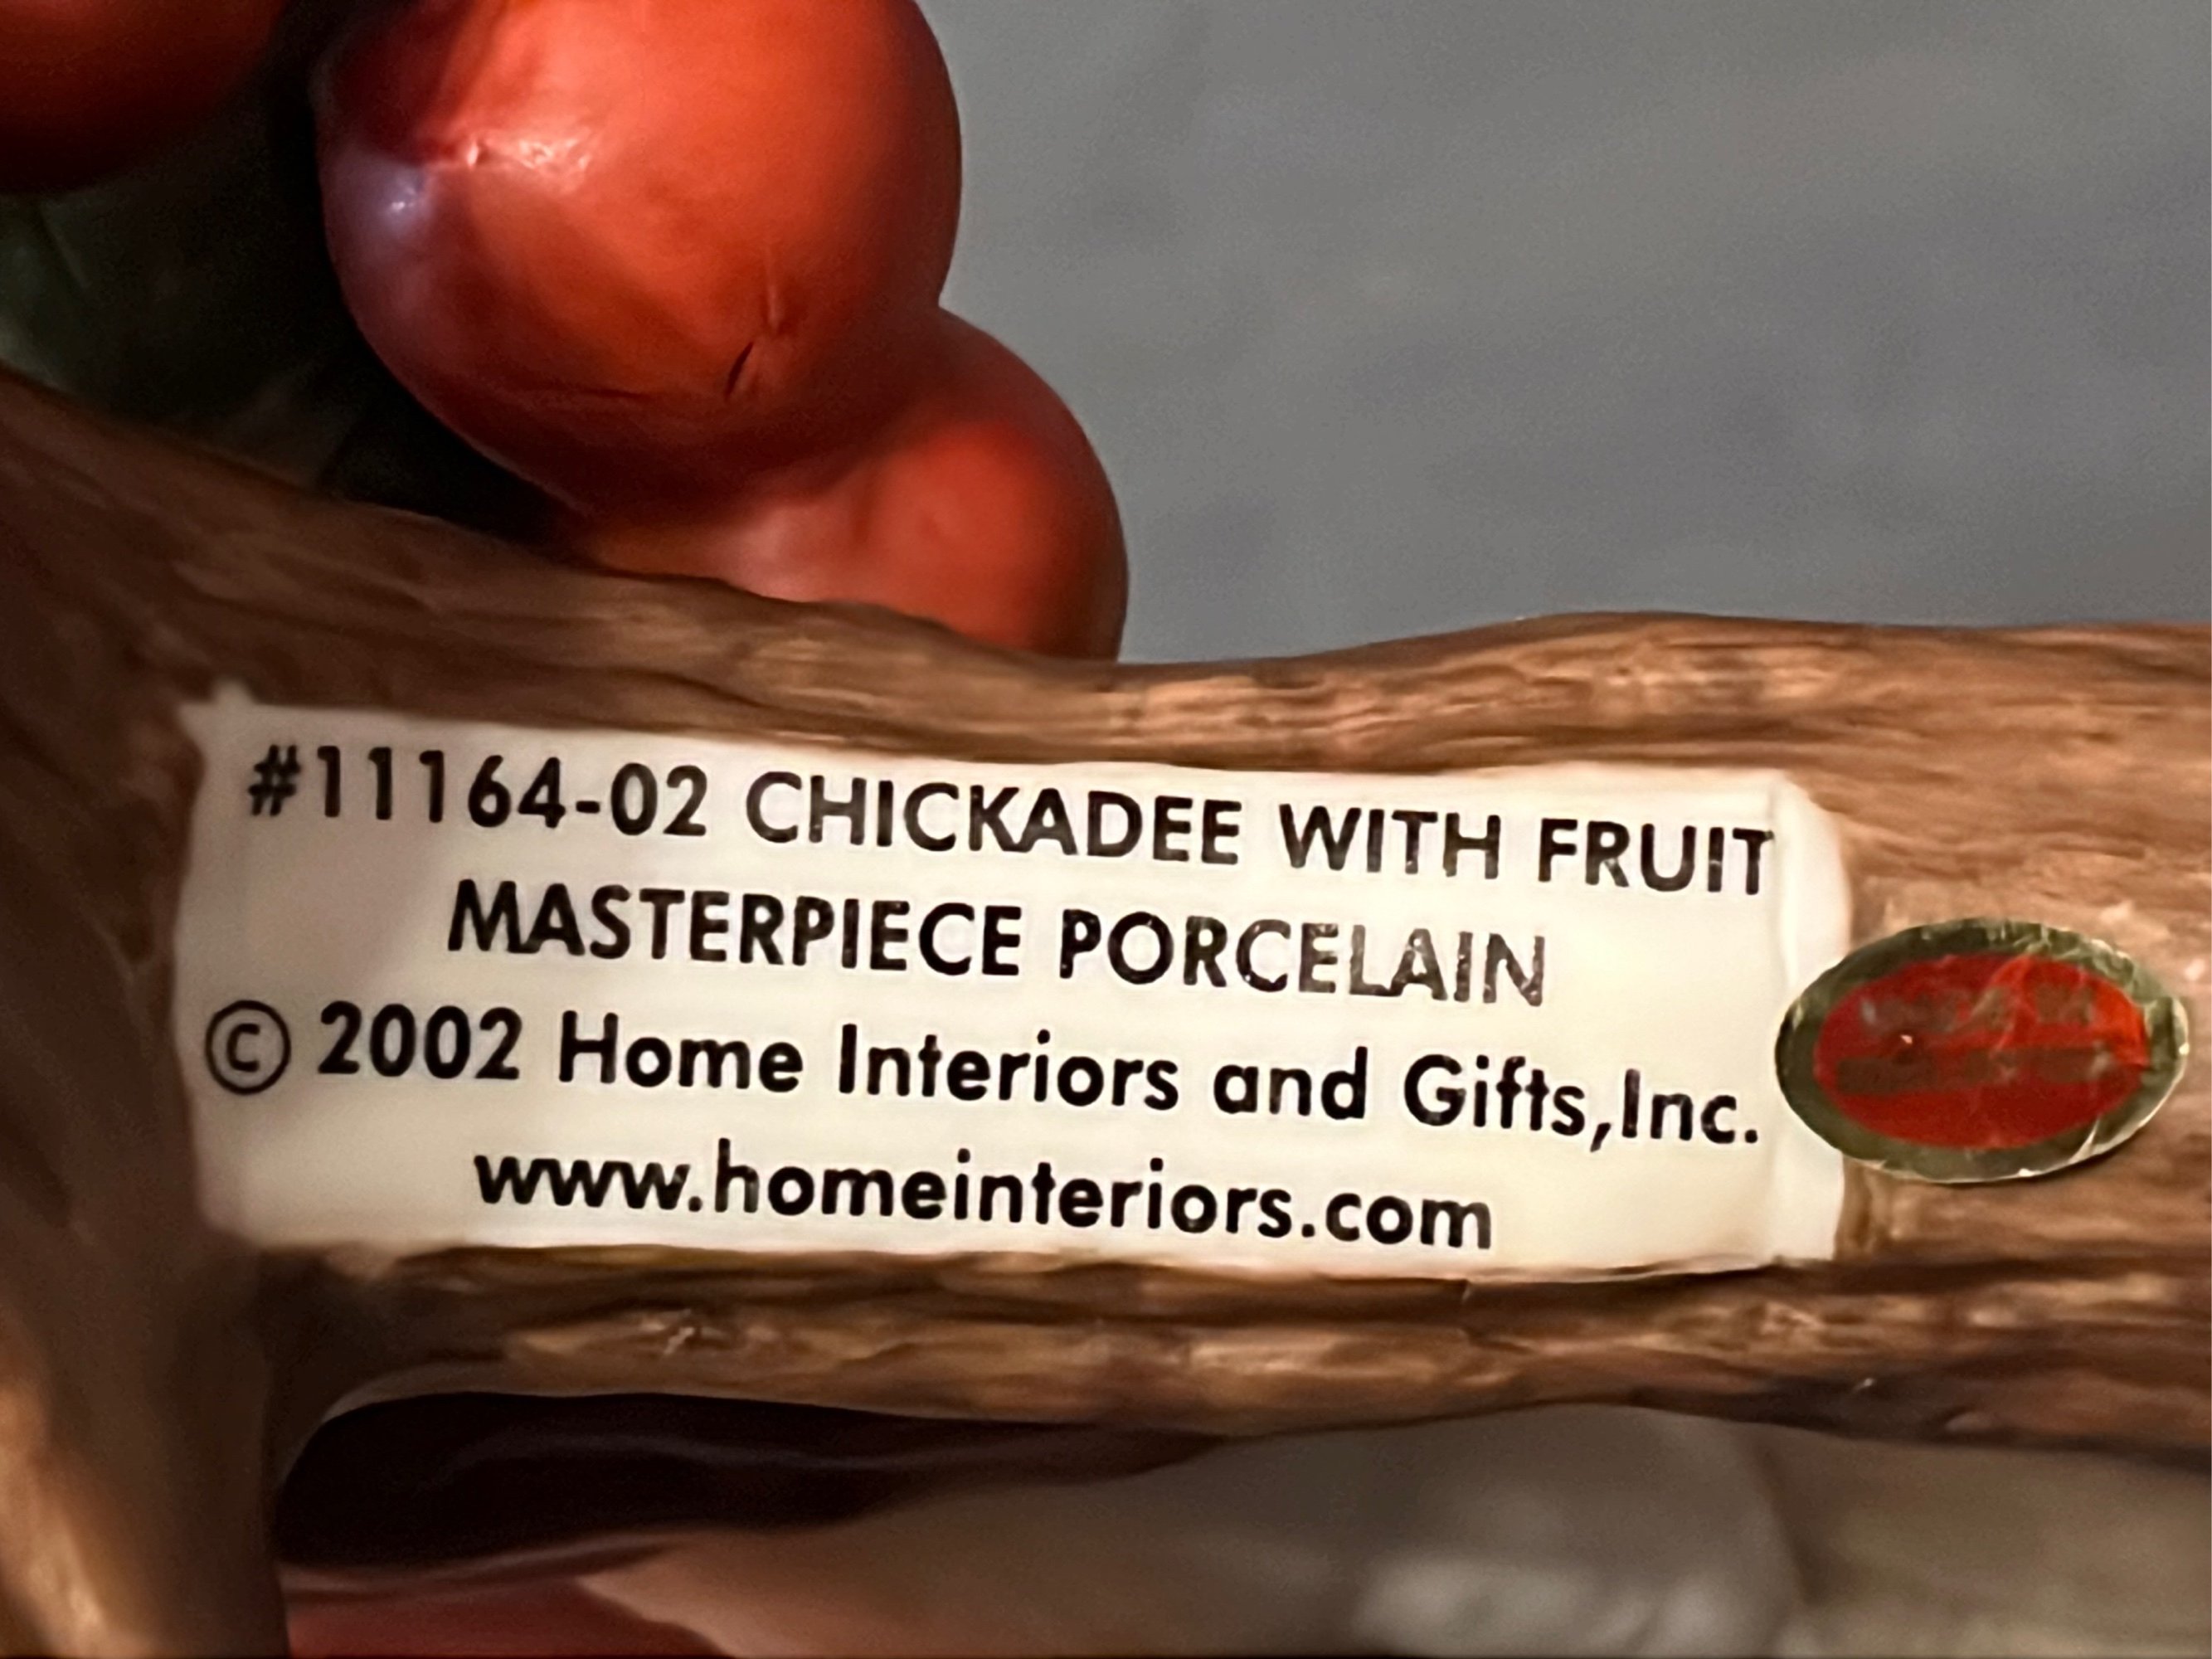 #11164-02 CHICKADEE WITH FRUIT
MASTERPIECE PORCELAIN
© 2002 Home Interiors and Gifts,Inc.
www.homeinteriors.com